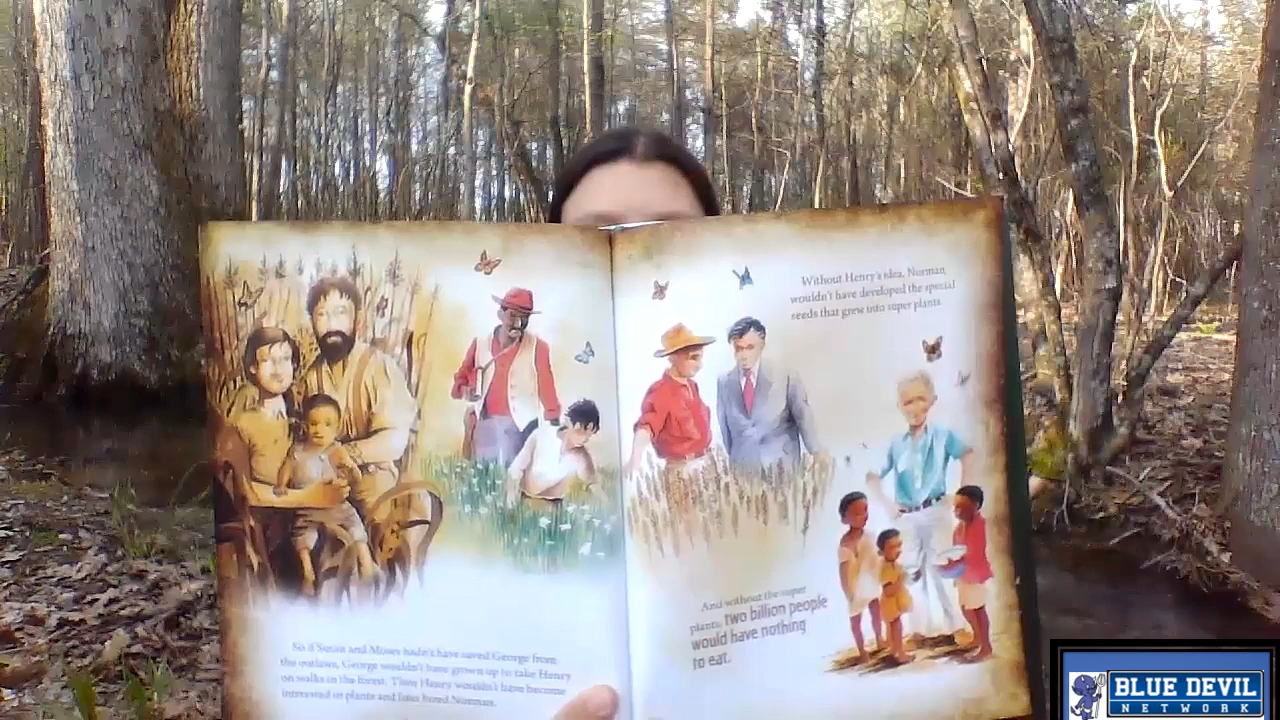 So if Susan and Moses hadn't have saved George from
the outlaws, George wouldn't have grown up to take Henry
on walks in the forest. Then Henry wouldn't have become
interested in plants and later hired Norman.
Without Henry's idea, Norman
wouldn't have developed the special
seeds that grew into super plants.
And without the super
plants, two billion people
would have nothing
to eat.
BLUE DEVIL
NETWORK